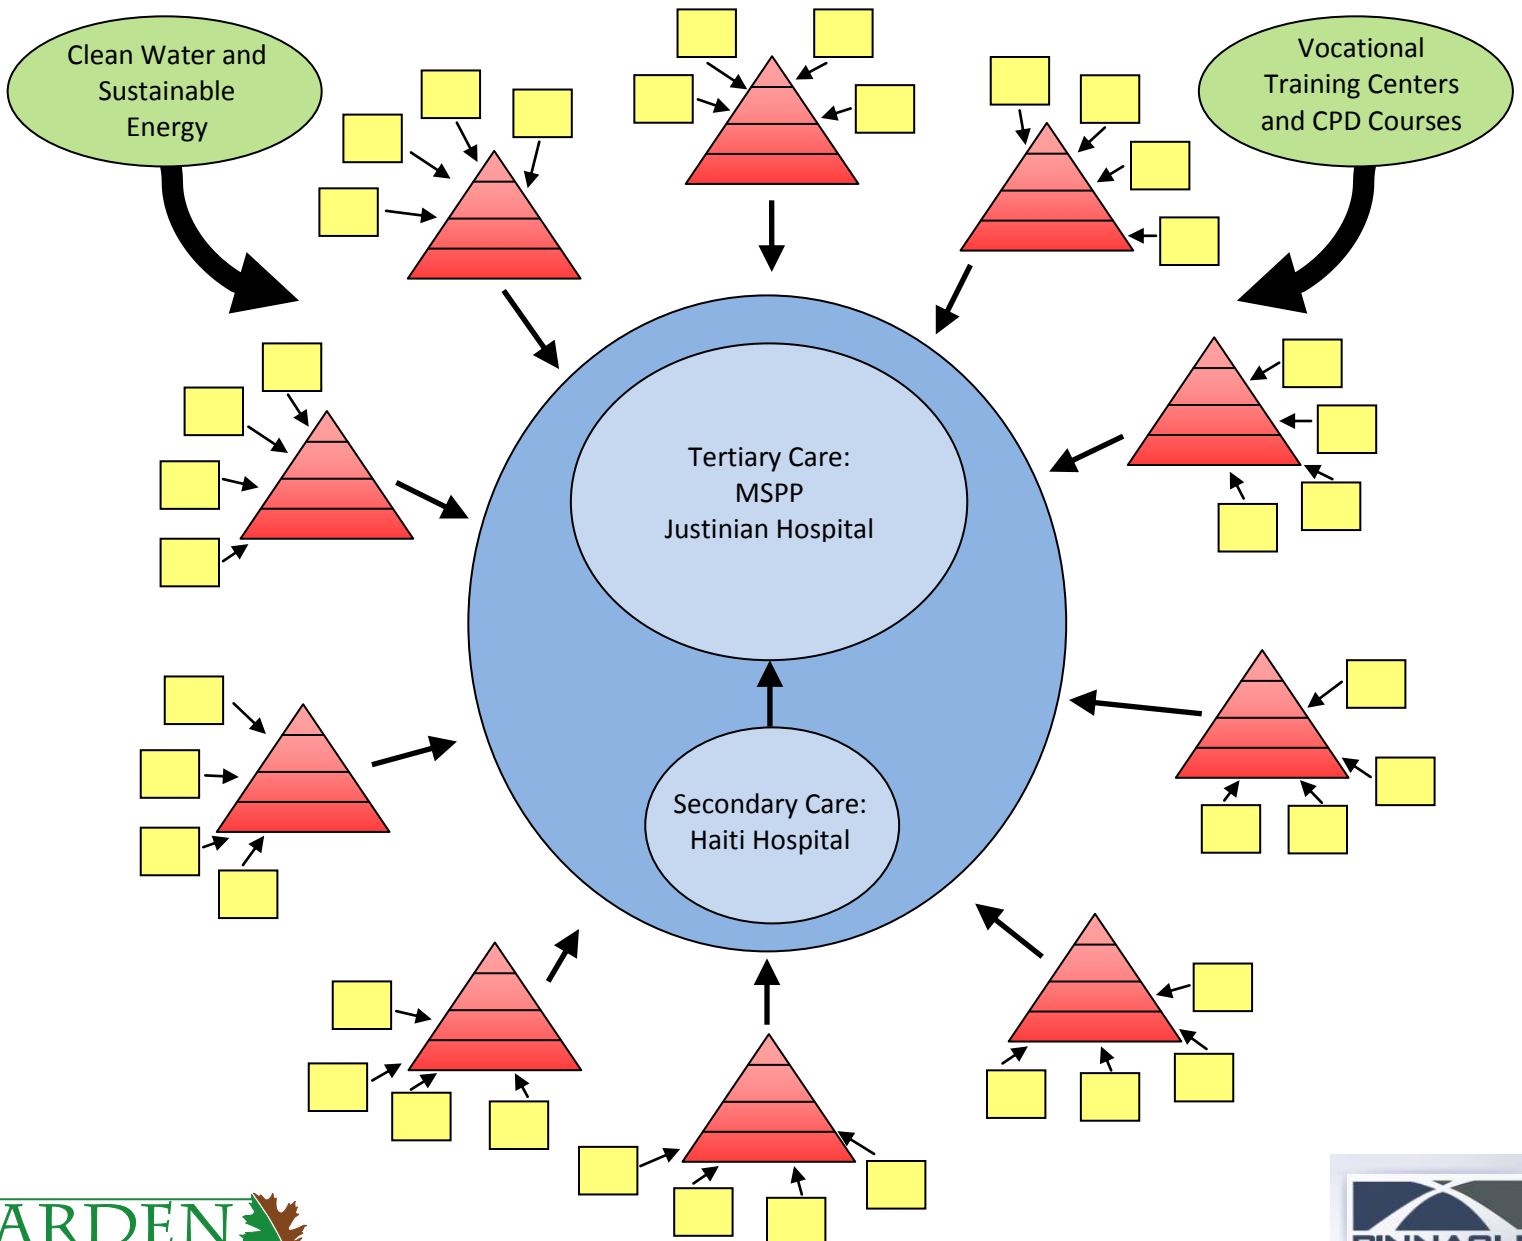 Clean Water and
Sustainable
Energy
Vocational
Training Centers
and CPD Courses
Tertiary Care:
MSPP
Justinian Hospital
Secondary Care:
Haiti Hospital
ARDEN